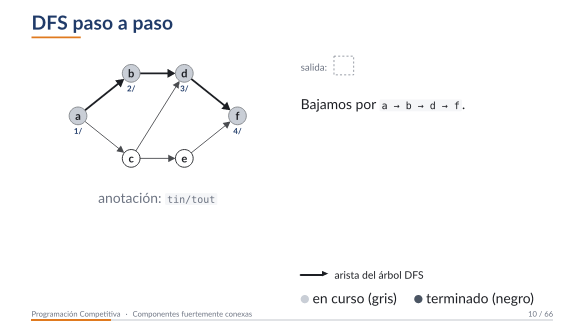 DFS paso a paso
b
d
2/
3/
a
f
1/
4/
c
e
anotación: tin/tout
salida:
Bajamos por a → b → d → f.
arista del árbol DFS
en curso (gris) terminado (negro)
Programación Competitiva · Componentes fuertemente conexas
10 / 66